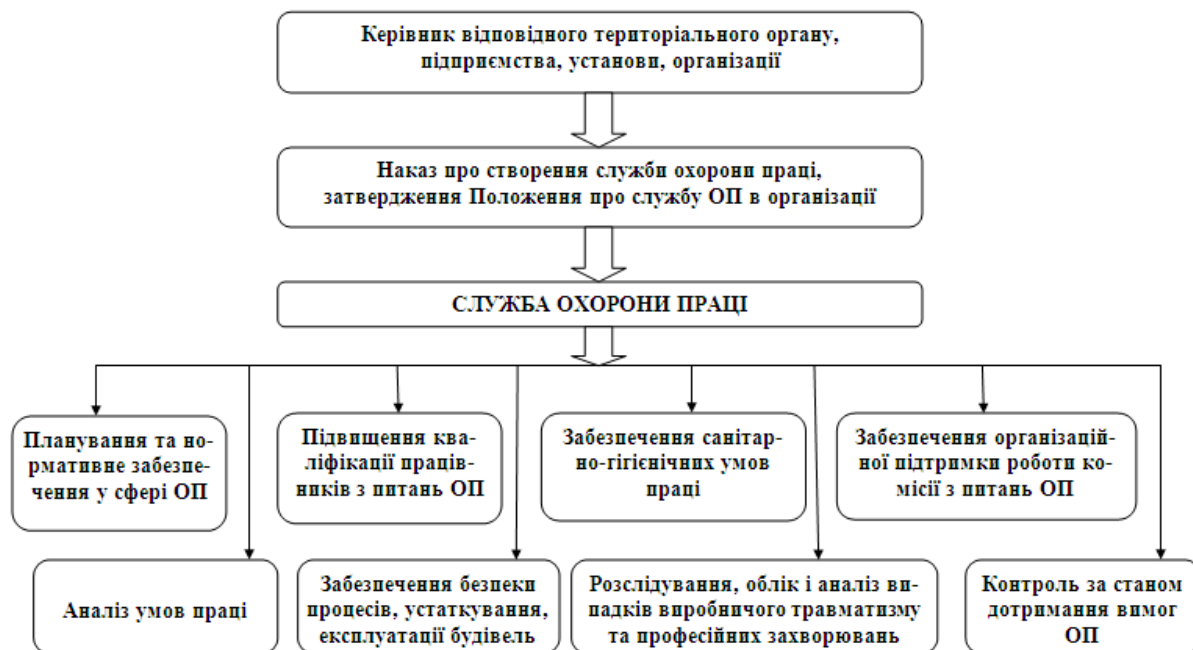 Керівник відповідного територіального органу,
підприємства, установи, організації
Наказ про створення служби охорони праці,
затвердження Положення про службу ОП в організації
СЛУЖБА ОХОРОНИ ПРАЦІ
Планування та но-
рмативне забезпе-
чення у сфері ОП
Підвищення ква-
ліфікації праців-
ників з питань ОП
Забезпечення санітар-
но-гігієнічних умов
праці
Забезпечення організацій-
ної підтримки роботи ко-
місії з питань ОП
Аналіз умов праці
Забезпечення безпеки
процесів, устаткування,
експлуатації будівель
Розслідування, облік і аналіз ви-
падків виробничого травматизму
та професійних захворювань
Контроль за станом
дотримання вимог
ОП